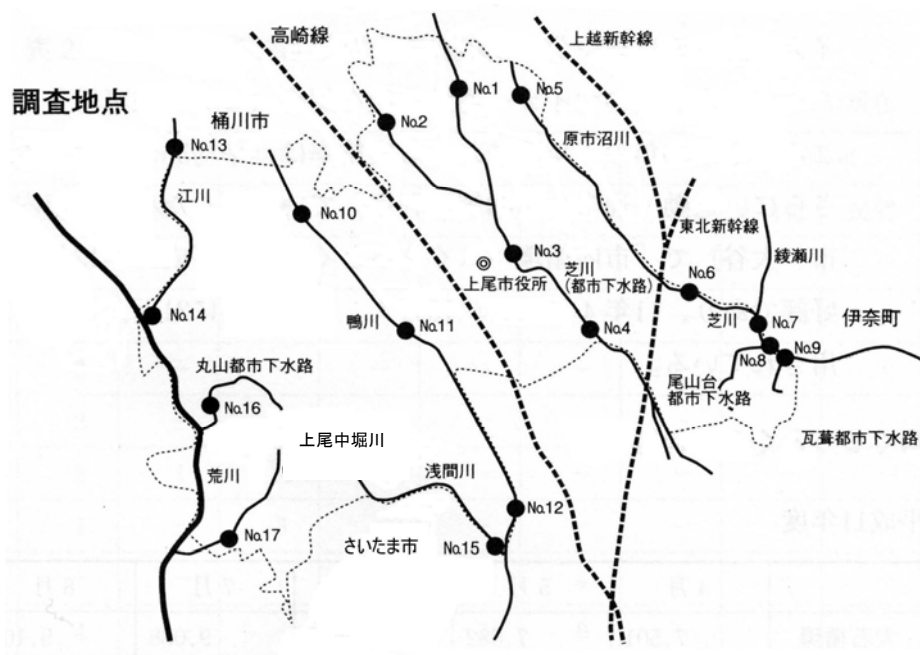 調査地点
高崎線
上越新幹線
No.1
No.5
No.2
桶川市
No.13
原市沼川
江川
No.10
東北新幹線
綾瀬川
No.3
上尾市役所
芝川
(都市下水路)
No.6
No.14
鴨川
No.11
No.4
芝川
No.7
伊奈町
No.8
No.9
丸山都市下水路
No.16
尾山台
都市下水路
上尾中堀川
瓦葺都市下水路
荒川
浅間川
No.12
No.17
さいたま市
No.15